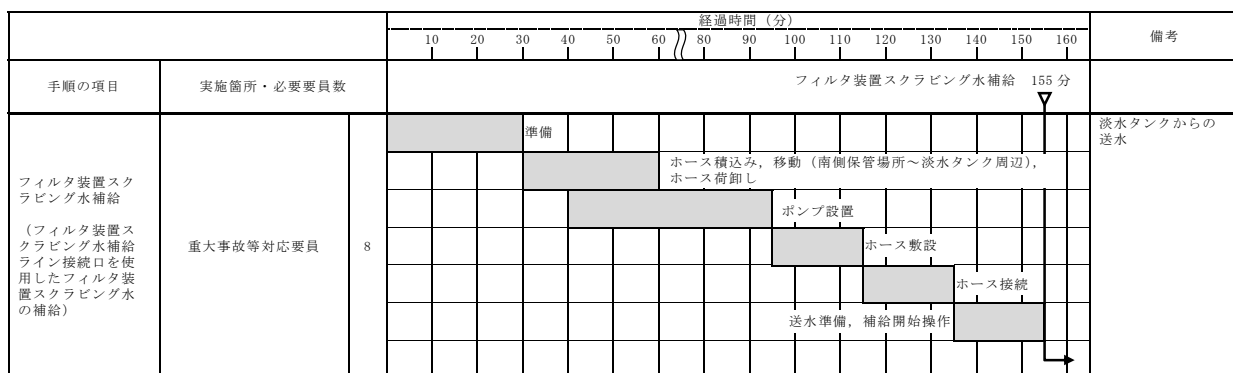 経過時間（分）
備考
10 20 30 40 50 60 80 90 100 110 120 130 140 150 160
手順の項目
実施箇所・必要要員数
フィルタ装置スクラビング水補給 155 分
準備
淡水タンクからの
送水
ホース積込み，移動（南側保管場所～淡水タンク周辺），
ホース荷卸し
フィルタ装置スク
ラビング水補給
（フィルタ装置ス
クラビング水補給
ライン接続口を使
用したフィルタ装
置スクラビング水
の補給）
重大事故等対応要員
8
ポンプ設置
ホース敷設
ホース接続
送水準備，補給開始操作